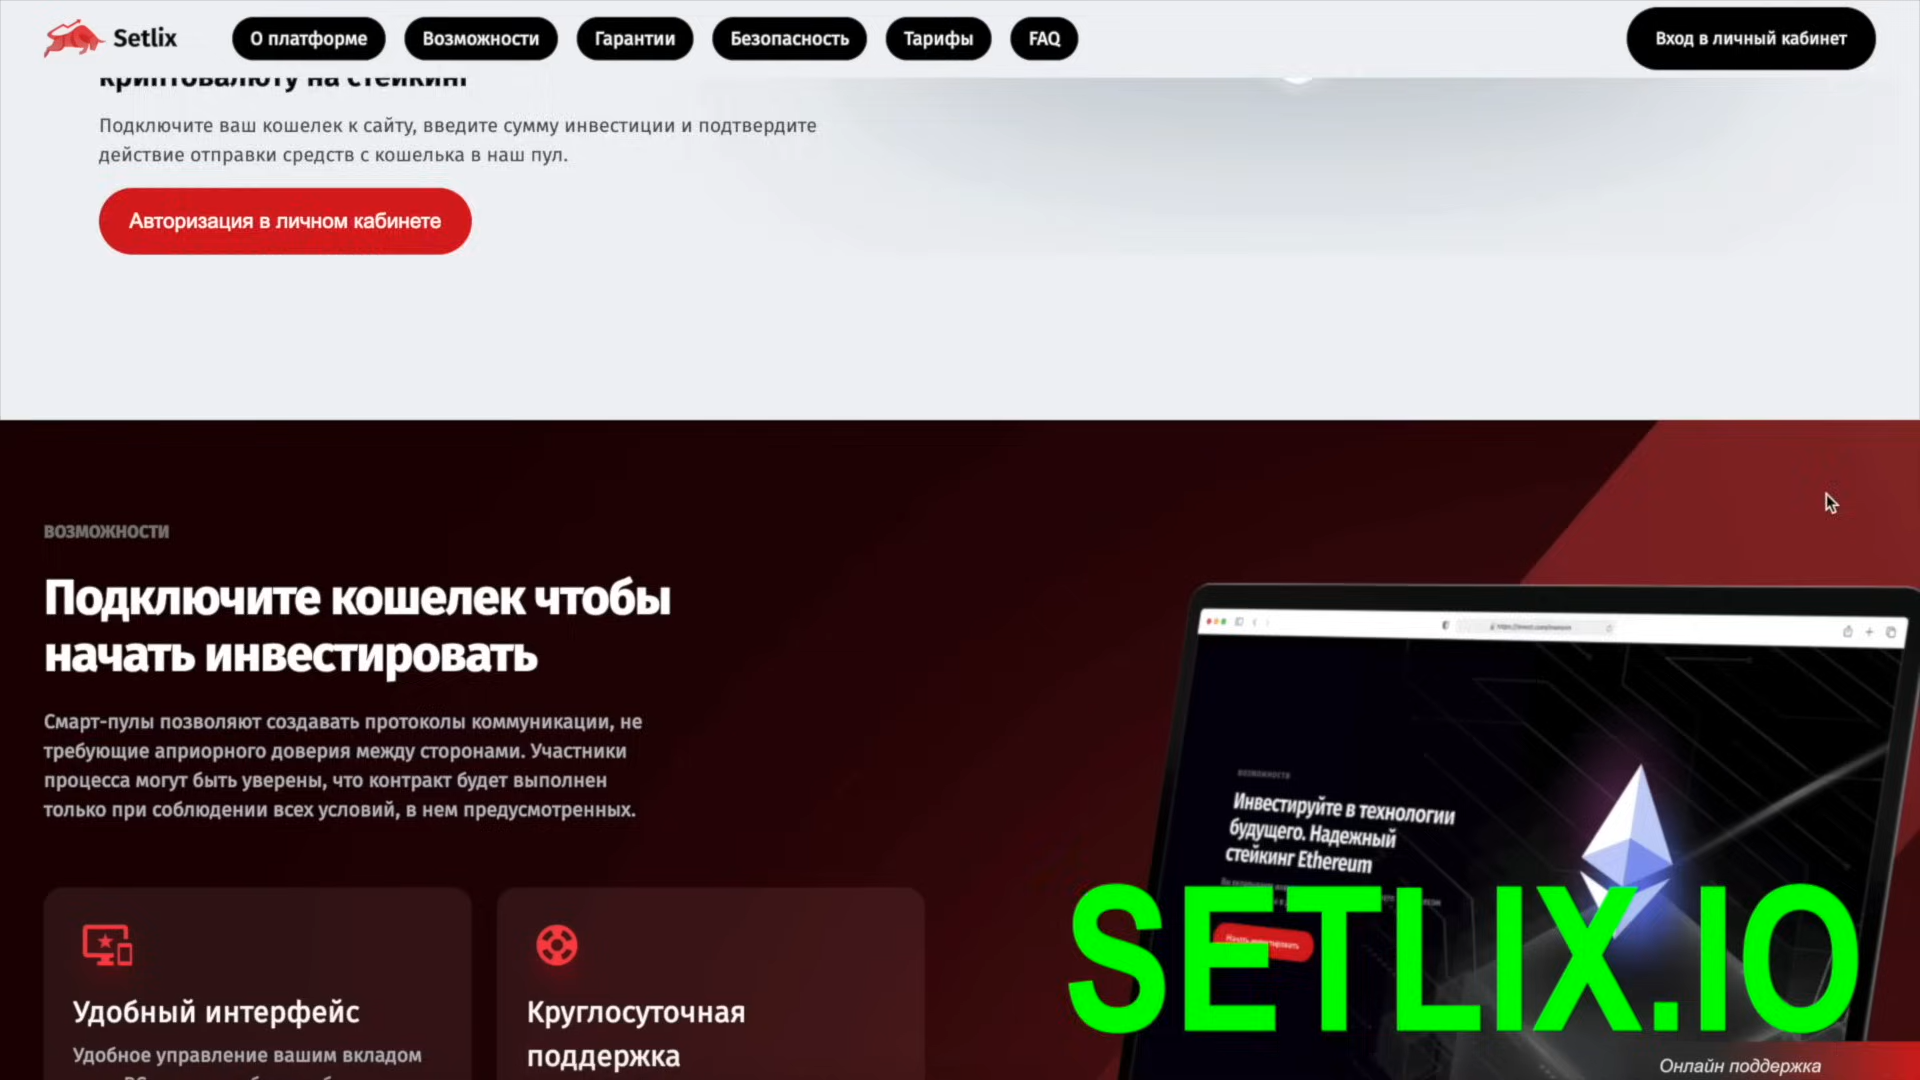 Setlix
О платформе
Возможности
Гарантии
Безопасность
Тарифы
FAQ
Вход в личный кабинет
криптовалюту на стейкинг
Подключите ваш кошелек к сайту, введите сумму инвестиции и подтвердите
действие отправки средств с кошелька в наш пул.
Авторизация в личном кабинете
ВОЗМОЖНОСТИ
Подключите кошелек чтобы
начать инвестировать
Смарт-пулы позволяют создавать протоколы коммуникации, не
требующие априорного доверия между сторонами. Участники
процесса могут быть уверены, что контракт будет выполнен
только при соблюдении всех условий, в нем предусмотренных.
ВОЗМОЖНОСТИ
Инвестируйте в технологии
будущего. Надежный
стейкинг Ethereum
SETLIX.IO
Удобный интерфейс
Удобное управление вашим вкладом
Круглосуточная
поддержка
Онлайн поддержка